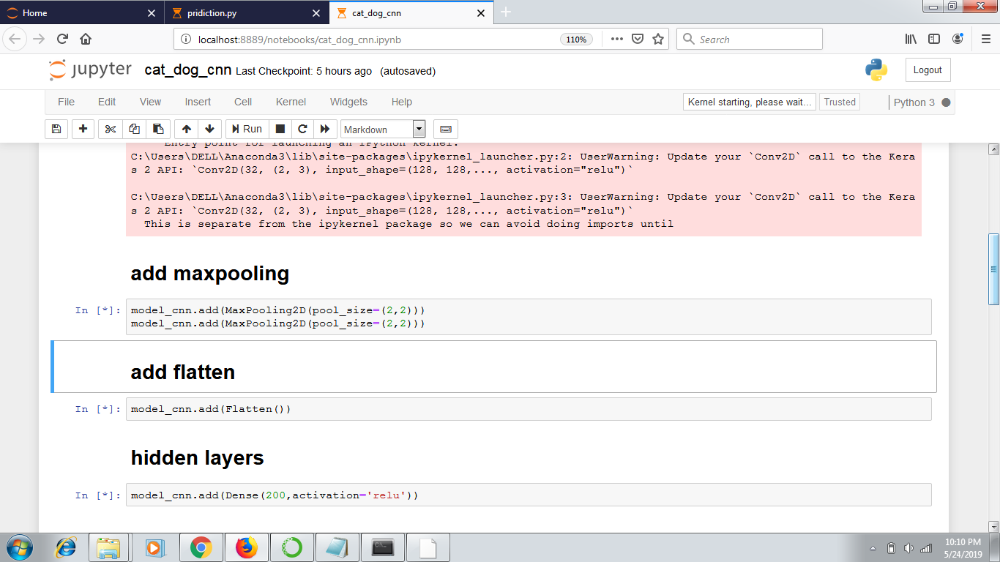 Home
pridiction.py
cat_dog_cnn
localhost:8889/notebooks/cat_dog_cnn.ipynb
110%
Search
jupyter
cat_dog_cnn Last Checkpoint: 5 hours ago (autosaved)
Logout
File Edit View Insert Cell Kernel Widgets Help
Kernel starting, please wait...
Trusted
Python 3
Run
Markdown
Entry point for launching an IPython kernel.
C:\Users\DELL\Anaconda3\lib\site-packages\ipykernel_launcher.py:2: UserWarning: Update your `Conv2D` call to the Kera
s 2 API: `Conv2D(32, (2, 3), input_shape=(128, 128,..., activation="relu")`
C:\Users\DELL\Anaconda3\lib\site-packages\ipykernel_launcher.py:3: UserWarning: Update your `Conv2D` call to the Kera
s 2 API: `Conv2D(32, (2, 3), input_shape=(128, 128,..., activation="relu")`
This is separate from the ipykernel package so we can avoid doing imports until
add maxpooling
In [*]: model_cnn.add(MaxPooling2D(pool_size=(2,2)))
model_cnn.add(MaxPooling2D(pool_size=(2,2)))
add flatten
In [*]: model_cnn.add(Flatten())
hidden layers
In [*]: model_cnn.add(Dense(200,activation='relu'))
10:10 PM
5/24/2019